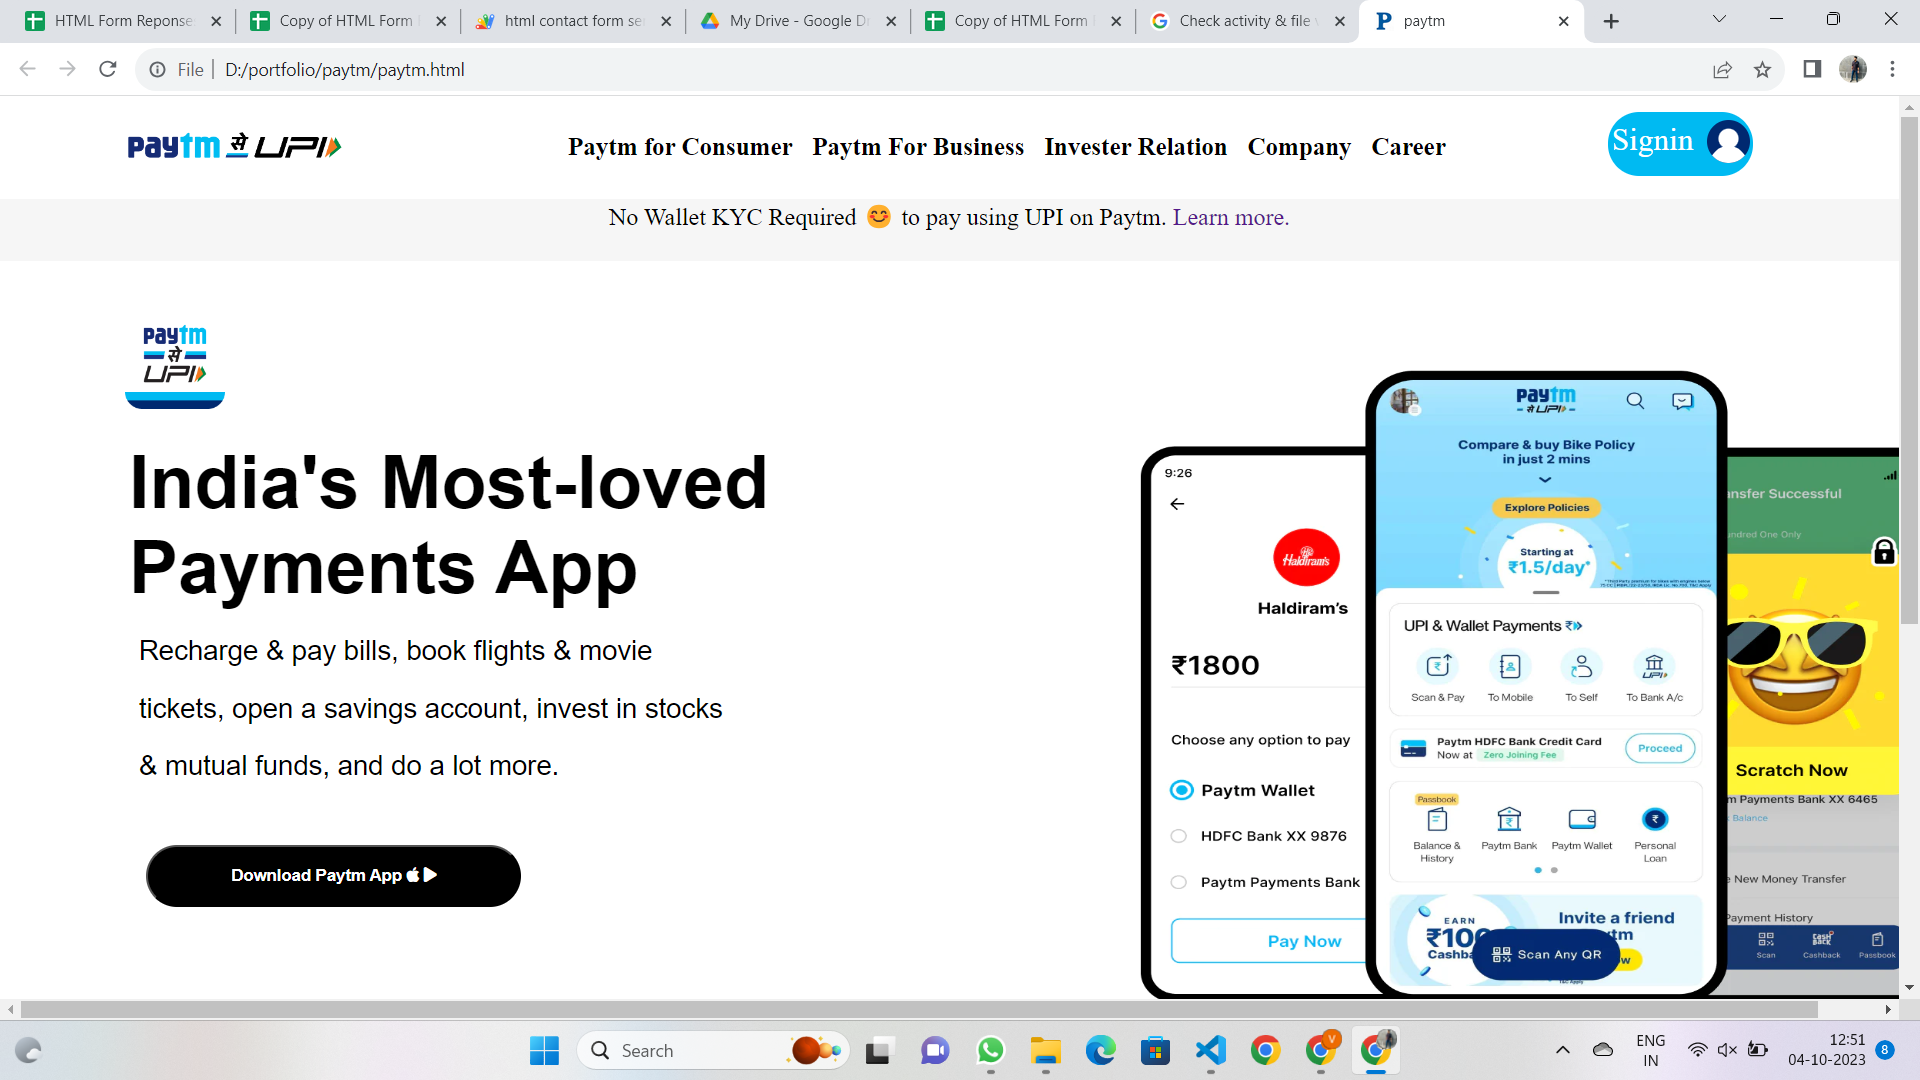 HTML Form Reponse
Copy of HTML Form
html contact form se
My Drive - Google Dr
Copy of HTML Form
Check activity & file
paytm
File
D:/portfolio/paytm/paytm.html
paytm से UPI
Paytm for Consumer
Paytm For Business
Invester Relation
Company
Career
Signin
No Wallet KYC Required 😊 to pay using UPI on Paytm. Learn more.
paytm
से
UPI
India's Most-loved
Payments App
Recharge & pay bills, book flights & movie
tickets, open a savings account, invest in stocks
& mutual funds, and do a lot more.
Download Paytm App
9:26
Haldiram's
Haldiram's
₹1800
Choose any option to pay
Paytm Wallet
HDFC Bank XX 9876
Paytm Payments Bank
Pay Now
paytm
से UPI
Compare & buy Bike Policy
in just 2 mins
Explore Policies
Starting at
₹1.5/day*
UPI & Wallet Payments
Scan & Pay
To Mobile
To Self
UPI
To Bank A/c
Paytm HDFC Bank Credit Card
Now at Zero Joining Fee
Proceed
Passbook
Balance &
History
Paytm Bank
Paytm Wallet
Personal
Loan
EARN
₹100
Cashba
Invite a friend
tm
w
Scan Any QR
T&C Apply
nsfer Successful
undred One Only
Scratch Now
m Payments Bank XX 6465
Balance
New Money Transfer
Payment History
Scan
CASH
BACK
Cashback
Passbook
Search
V
ENG
IN
12:51
04-10-2023
8